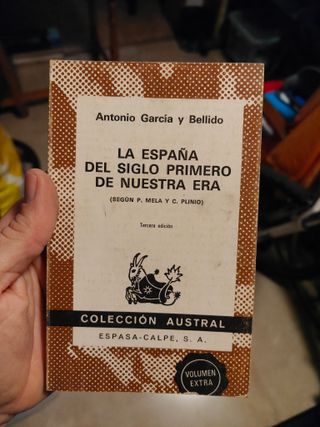 Antonio García y Bellido
LA ESPAÑA
DEL SIGLO PRIMERO
DE NUESTRA ERA
(SEGÚN P. MELA Y C. PLINIO)
Tercera edición
COLECCIÓN AUSTRAL
ESPASA-CALPE, S. A.
VOLUMEN
EXTRA